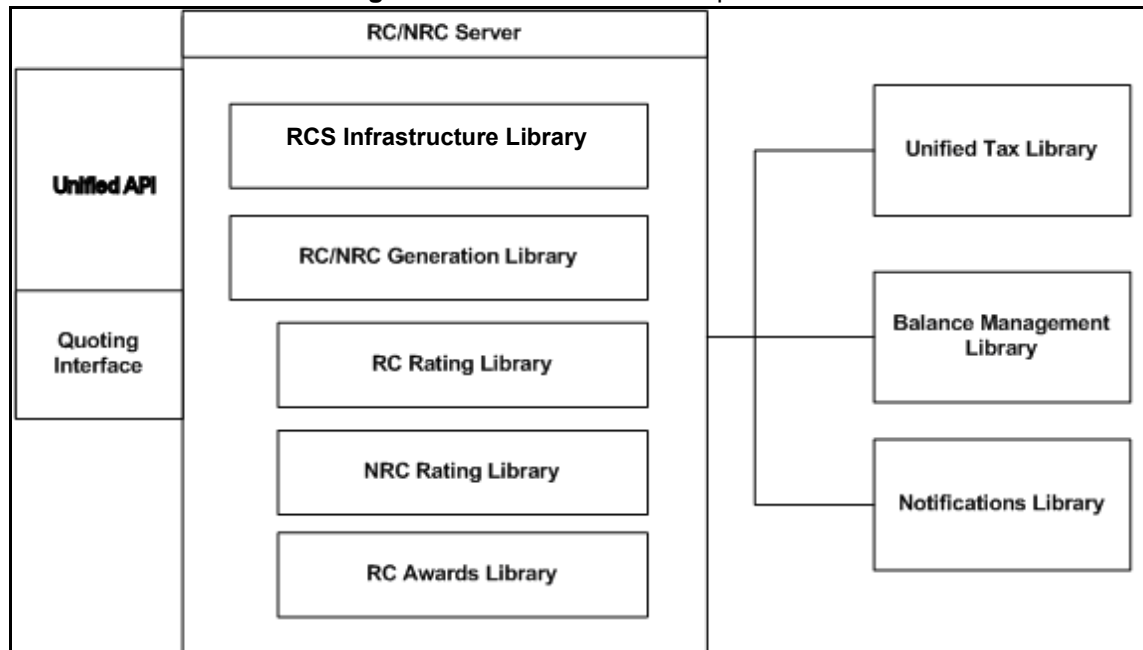 RC/NRC Server
RCS Infrastructure Library
Unified API
RC/NRC Generation Library
Quoting
Interface
RC Rating Library
NRC Rating Library
RC Awards Library
Unified Tax Library
Balance Management
Library
Notifications Library